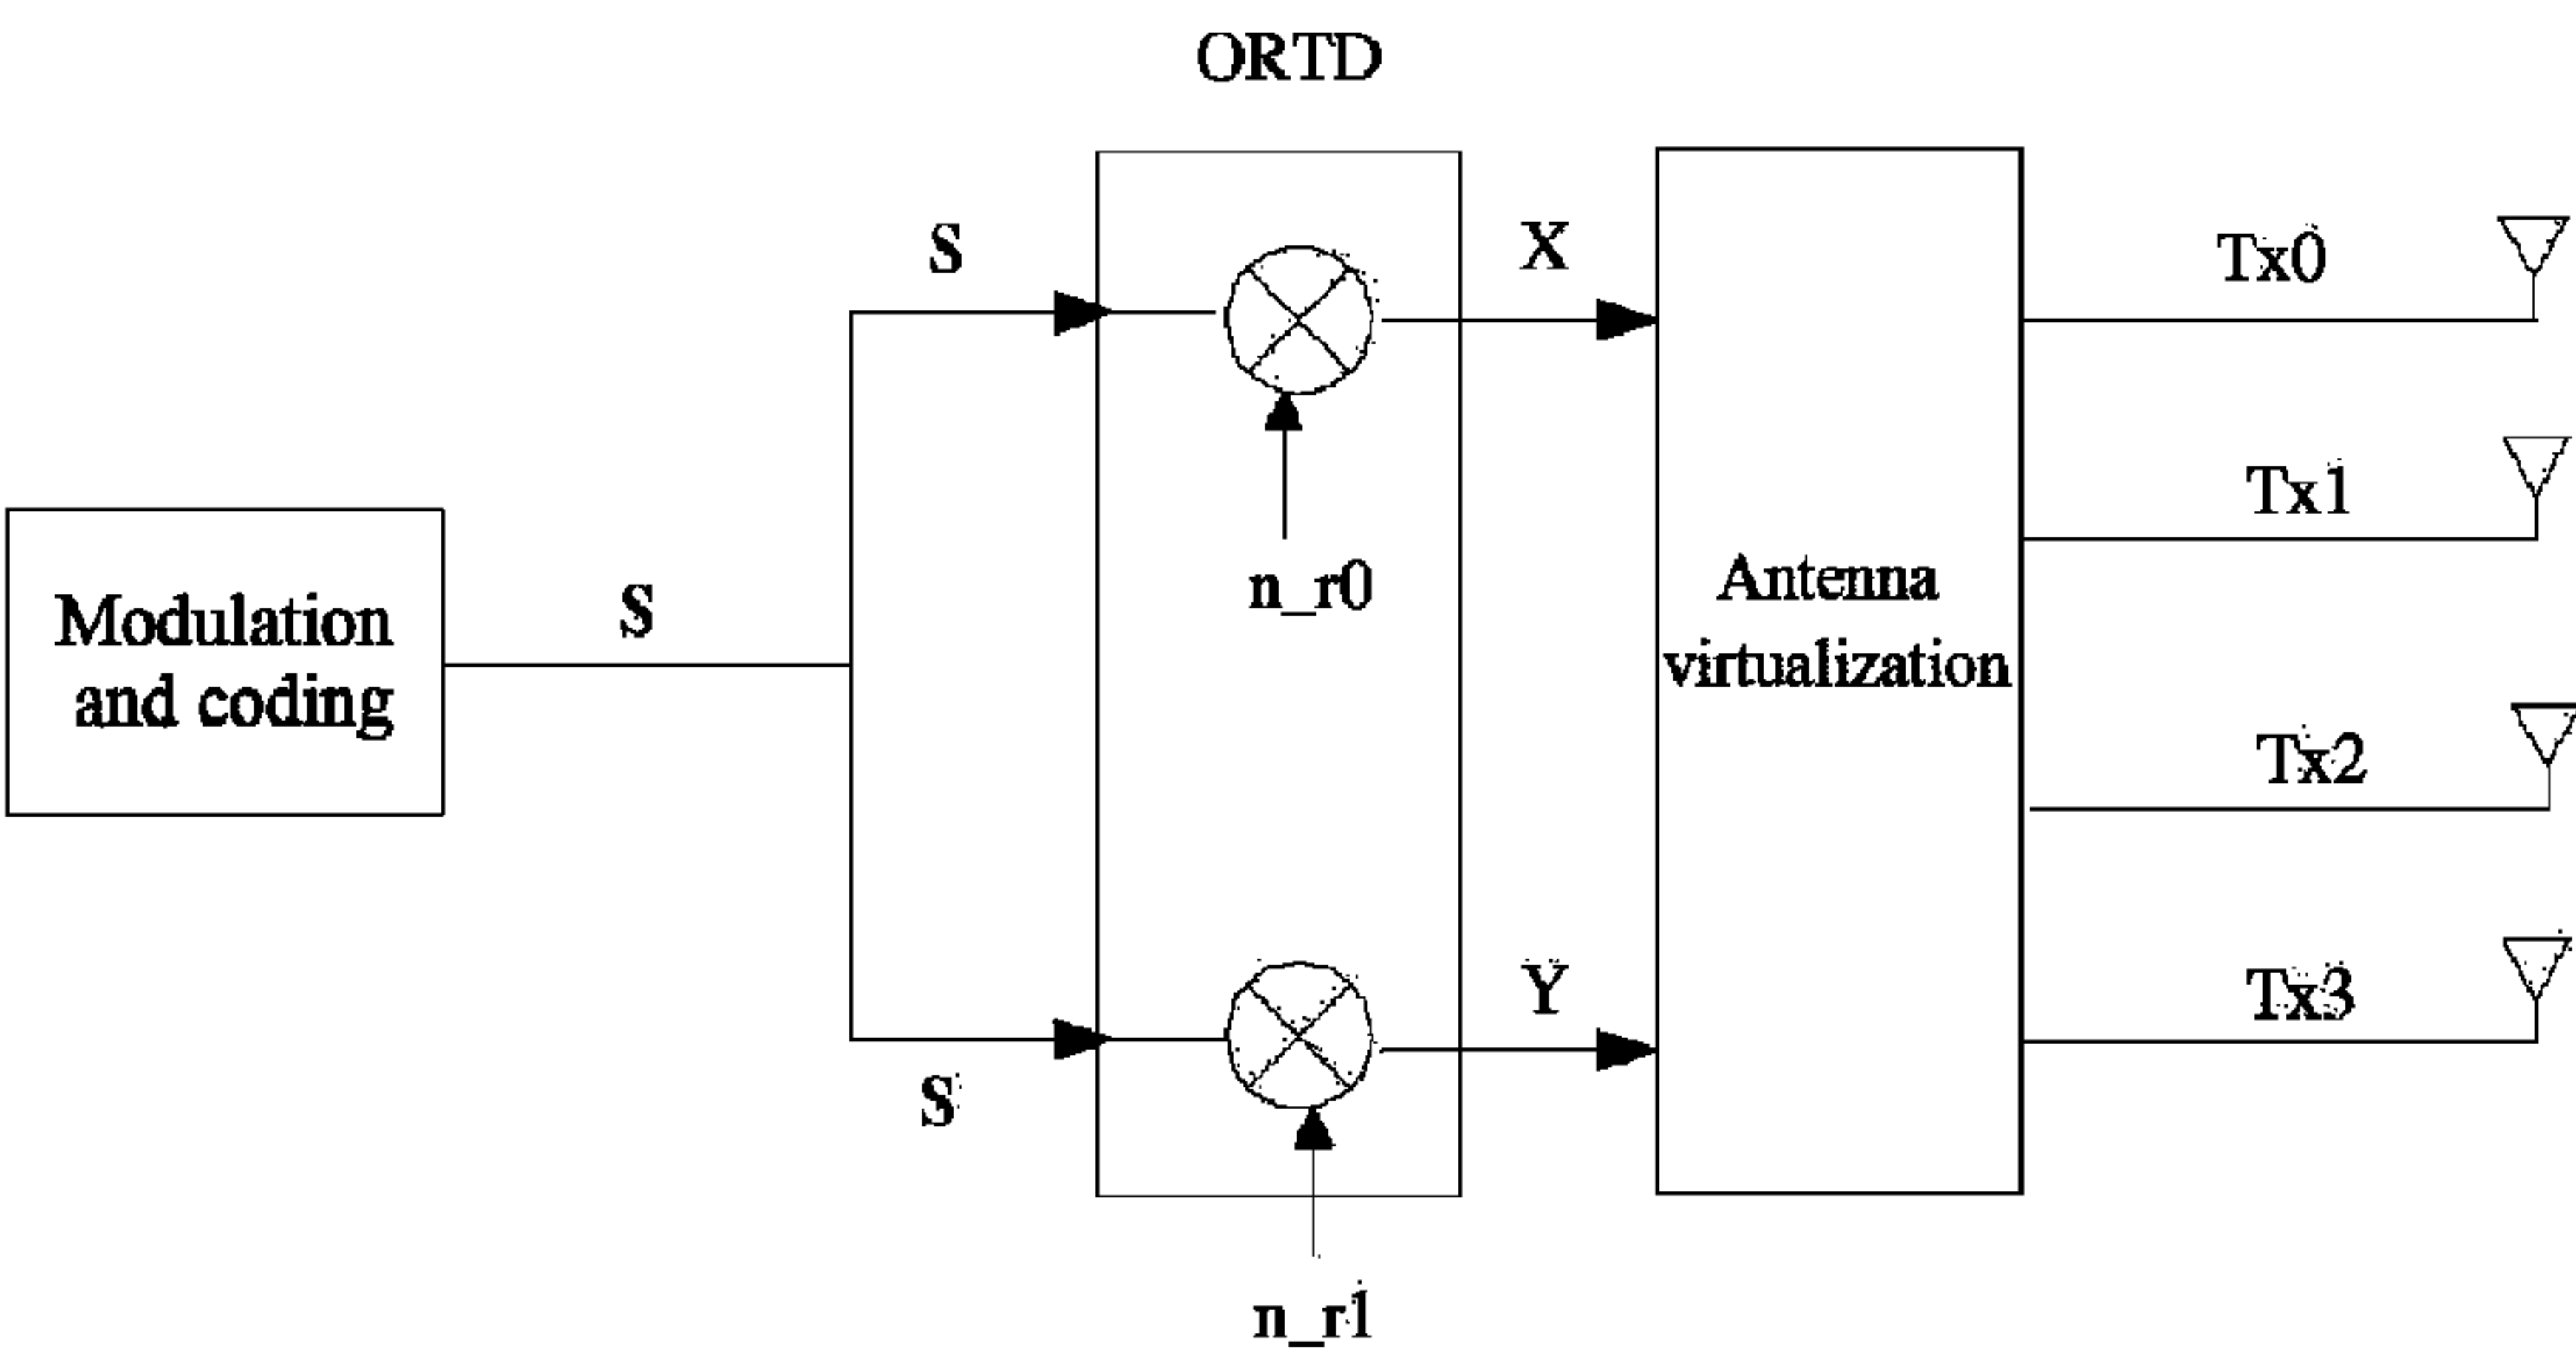 ORTD
S
X
Tx0
Tx1
n_r0
Antenna
virtualization
Modulation
and coding
S
Tx2
Y
Tx3
S
n_r1